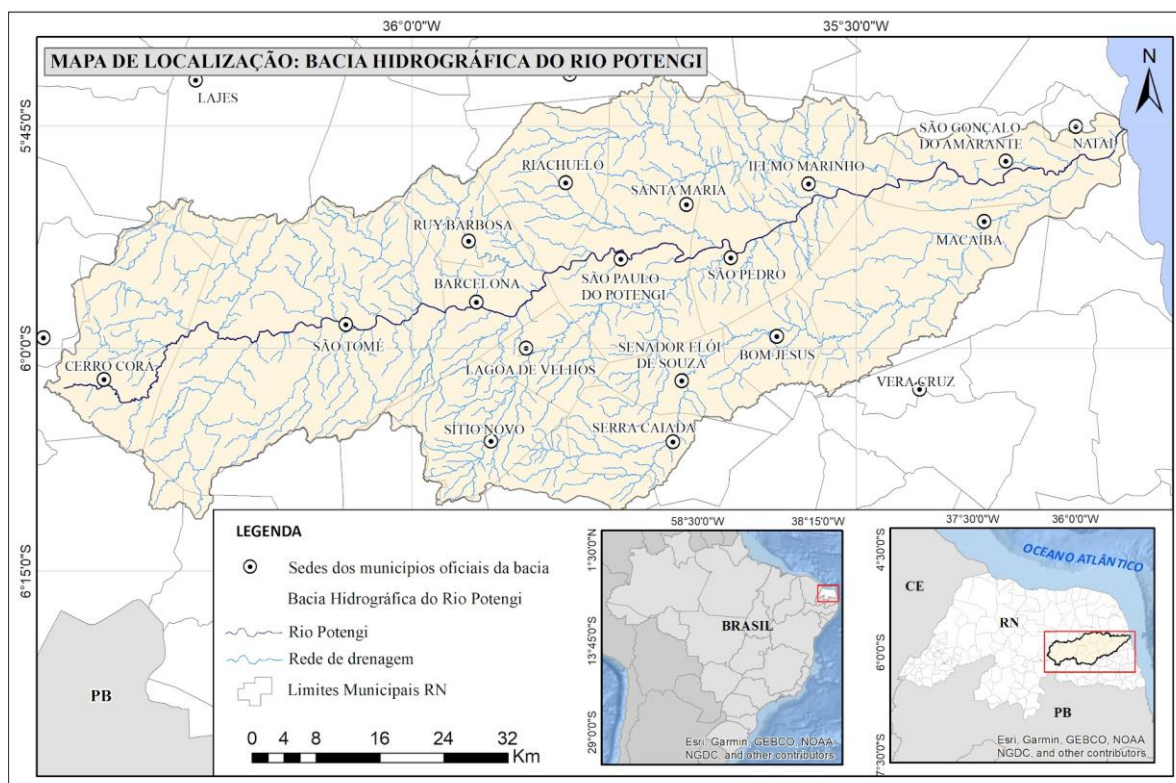 36°0'0"W
35°30'0"W
MAPA DE LOCALIZAÇÃO: BACIA HIDROGRÁFICA DO RIO POTENGI
N
LAJES
5°45'0"S
SÃO GONÇALO
DO AMARANTE
NATAL
RIACHUELO
IELMO MARINHO
SANTA MARIA
RUY BARBOSA
MACAÍBA
BARCELONA
SÃO PAULO
DO POTENGI
SÃO PEDRO
6°0'0"S
SÃO TOMÉ
CERRO CORÁ
LAGOA DE VELHOS
SENADOR ELÓI
DE SOUZA
BOM JESUS
VERA CRUZ
SÍTIO NOVO
SERRA CAIADA
6°15'0"S
PB
LEGENDA
Sedes dos municípios oficiais da bacia
Bacia Hidrográfica do Rio Potengi
Rio Potengi
Rede de drenagem
Limites Municipais RN
0 4 8 16 24 32
Km
58°30'0"W
38°15'0"W
1°30'0"N
13°45'0"S
29°0'0"S
BRASIL
Esri, Garmin, GEBCO, NOAA
NGDC, and other contributors
37°30'0"W
36°0'0"W
4°30'0"S
6°0'0"S
7°30'0"S
OCEANO ATLÂNTICO
CE
RN
PB
Esri, Garmin, GEBCO, NOAA
NGDC, and other contributors